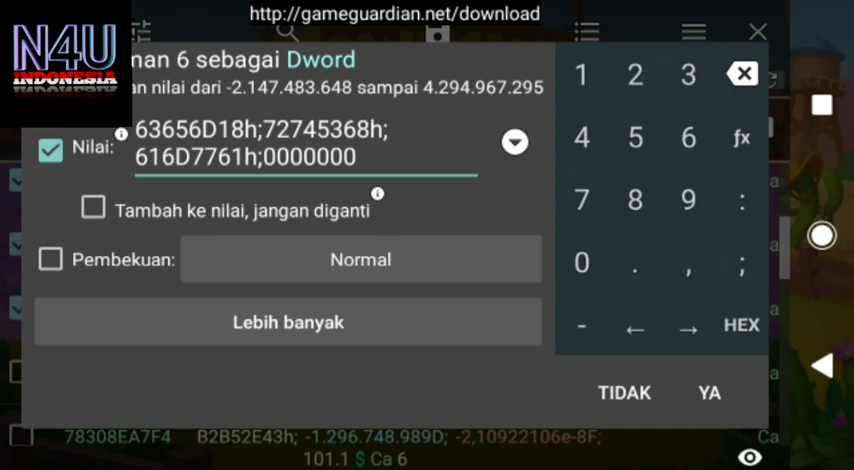 http://gameguardian.net/download
N4U
INDONESIA
man 6 sebagai Dword
an nilai dari -2.147.483.648 sampai 4.294.967.295
Nilai:
63656D18h;72745368h;
616D7761h;0000000
Tambah ke nilai, jangan diganti
Pembekuan:
Normal
Lebih banyak
1 2 3
4 5 6 fx
7 8 9 :
0 . , ;
- ← → HEX
TIDAK YA
78308EA7F4 B2B52E43h; -1.296.748.989D; -2,10922106e-8F; Ca
101.1 $ Ca 6